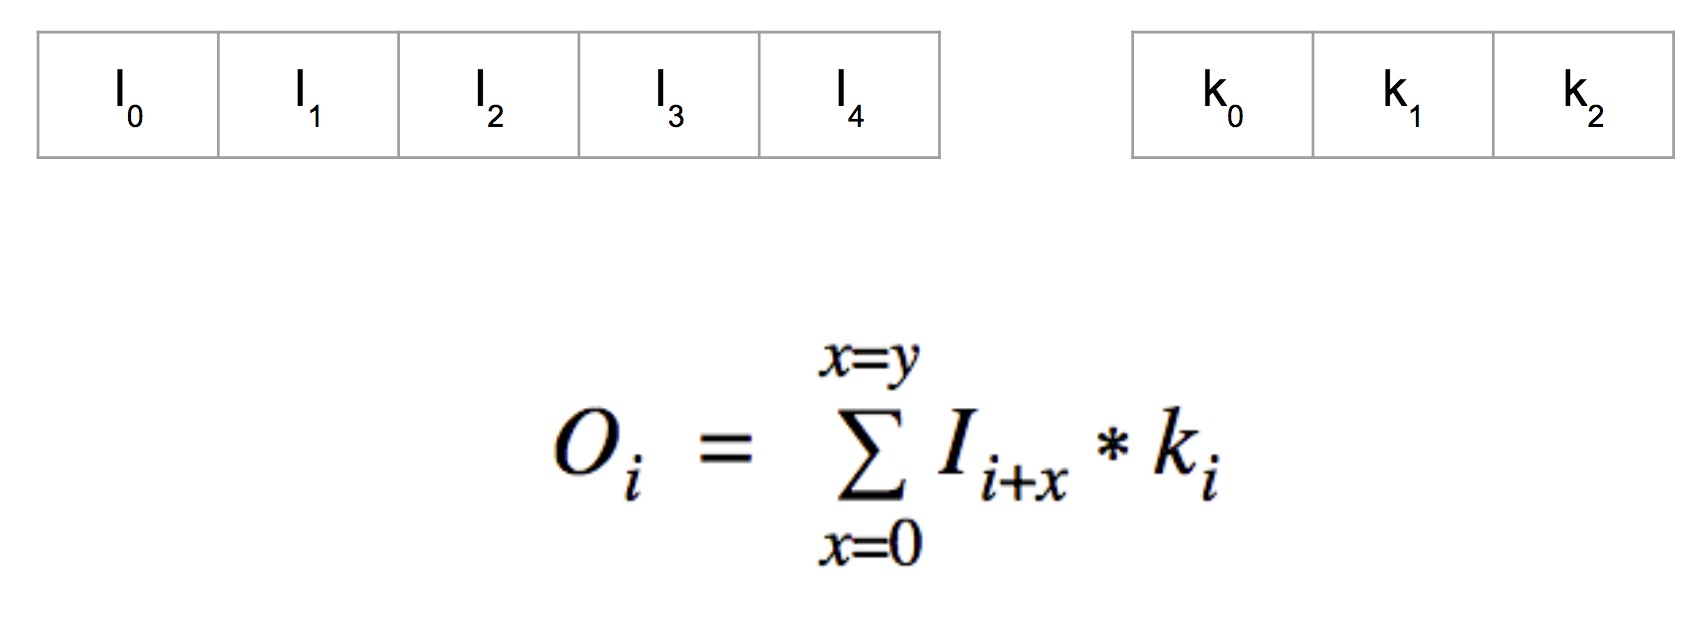 I₀ I₁ I₂ I₃ I₄ k₀ k₁ k₂
x=y
Oᵢ = ∑ Iᵢ₊ₓ * kᵢ
x=0